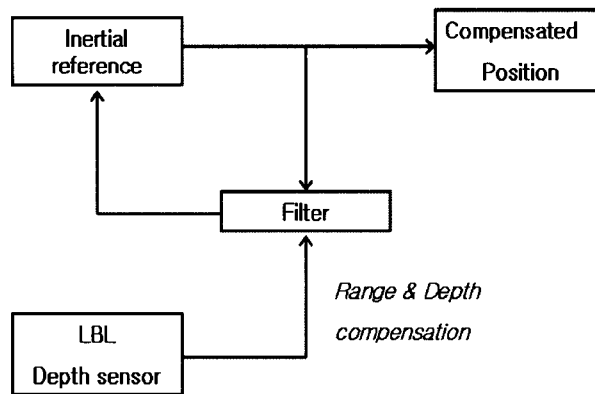 Inertial
reference
Compensated
Position
Filter
Range & Depth
compensation
LBL
Depth sensor